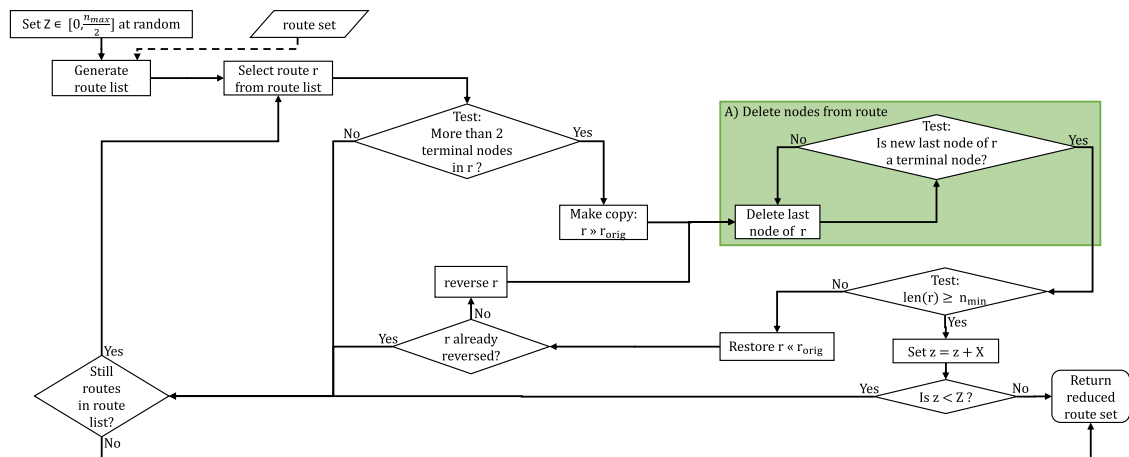 Set Z ∈ [0, n_max/2] at random
route set
Generate
route list
Select route r
from route list
Test:
More than 2
terminal nodes
in r ?
No
Yes
Make copy:
r » r_orig
A) Delete nodes from route
Test:
Is new last node of r
a terminal node?
No
Yes
Delete last
node of r
reverse r
No
r already
reversed?
Yes
Restore r « r_orig
Test:
len(r) ≥ n_min
No
Yes
Set z = z + X
Is z < Z ?
Yes
No
Return
reduced
route set
Yes
Still
routes
in route
list?
No